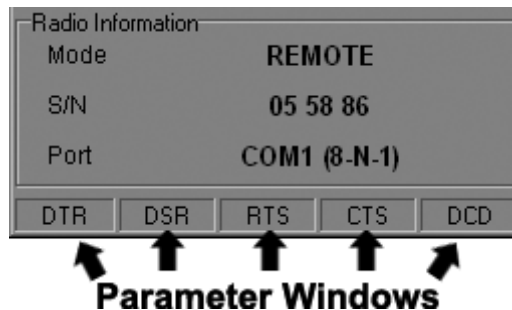 Radio Information
Mode REMOTE
S/N 05 58 86
Port COM1 (8-N-1)
DTR DSR RTS CTS DCD
Parameter Windows